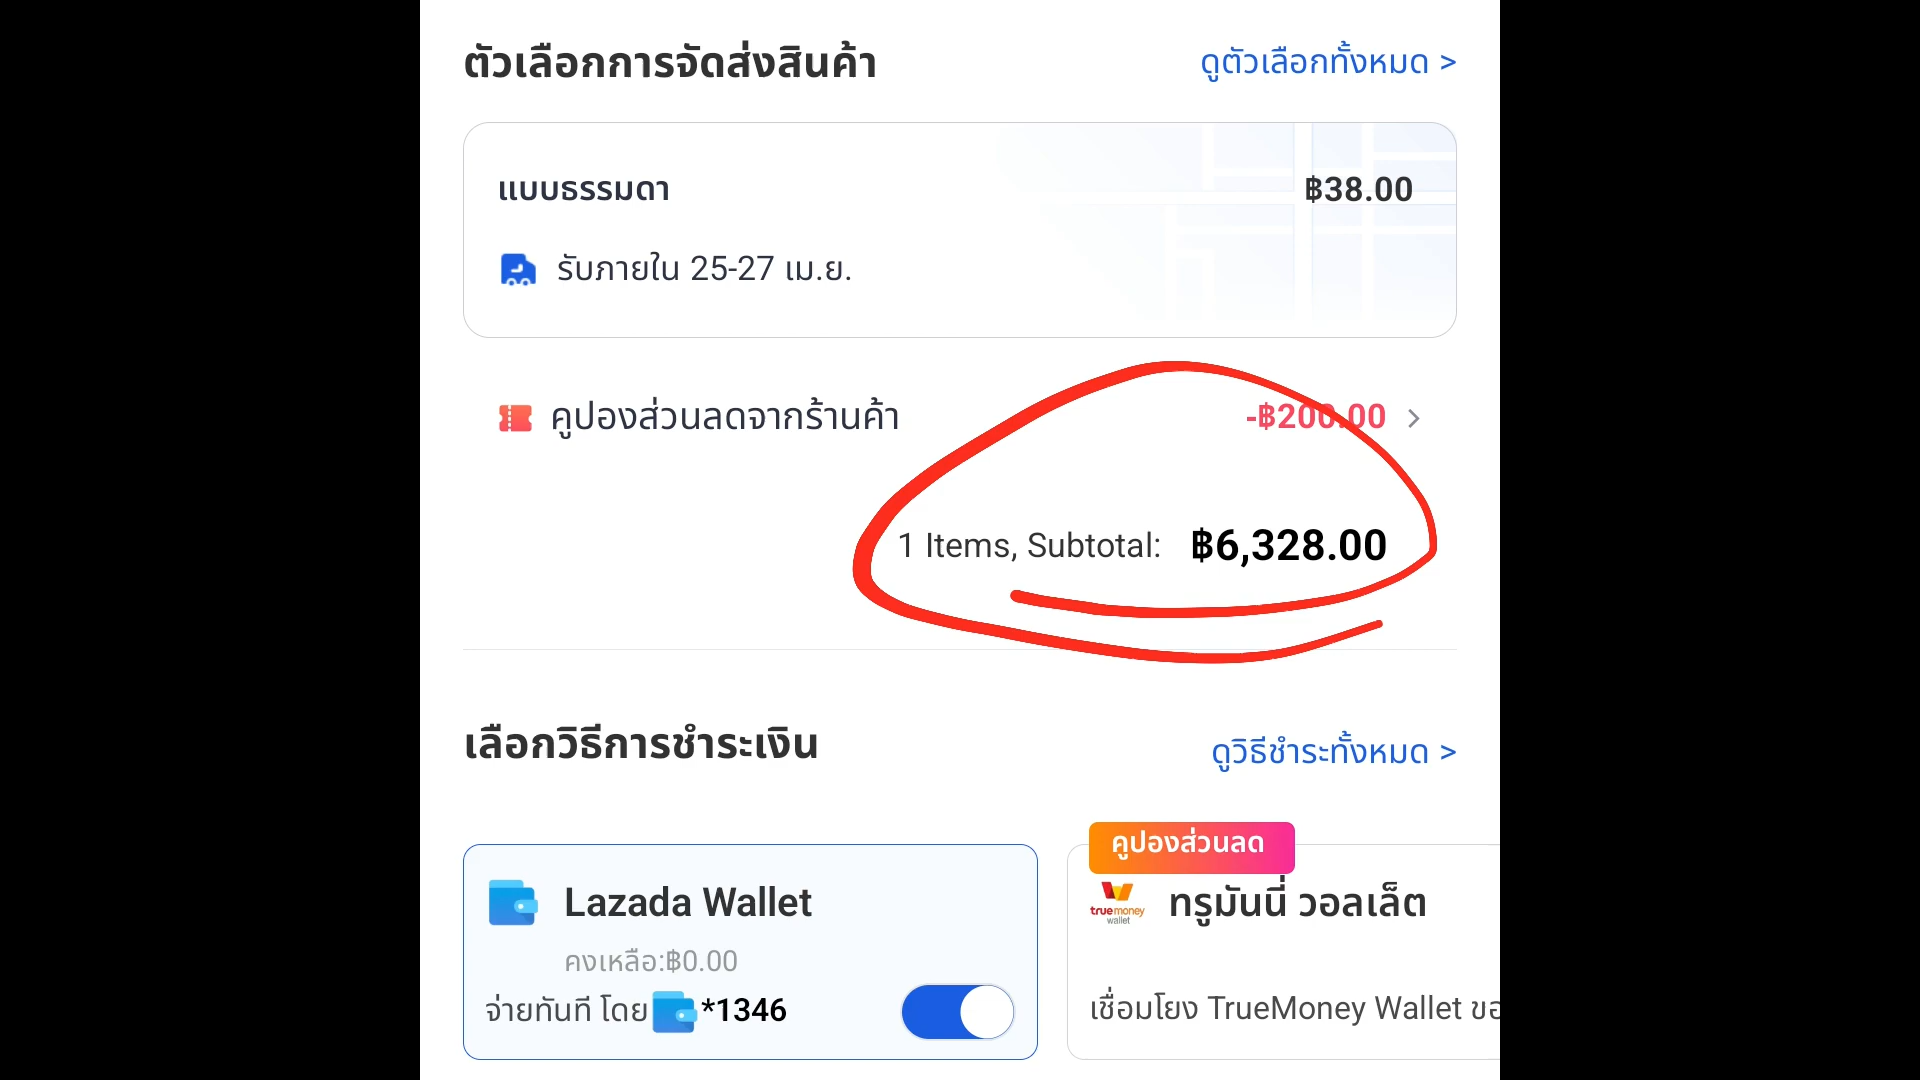 ตัวเลือกการจัดส่งสินค้า
ดูตัวเลือกทั้งหมด >
แบบธรรมดา
฿38.00
รับภายใน 25-27 เม.ย.
คูปองส่วนลดจากร้านค้า
-฿200.00 >
1 Items, Subtotal: ฿6,328.00
เลือกวิธีการชำระเงิน
ดูวิธีชำระทั้งหมด >
Lazada Wallet
คงเหลือ:฿0.00
จ่ายทันที โดย *1346
คูปองส่วนลด
truemoney
wallet
ทรูมันนี่ วอลเล็ต
เชื่อมโยง TrueMoney Wallet ขอ